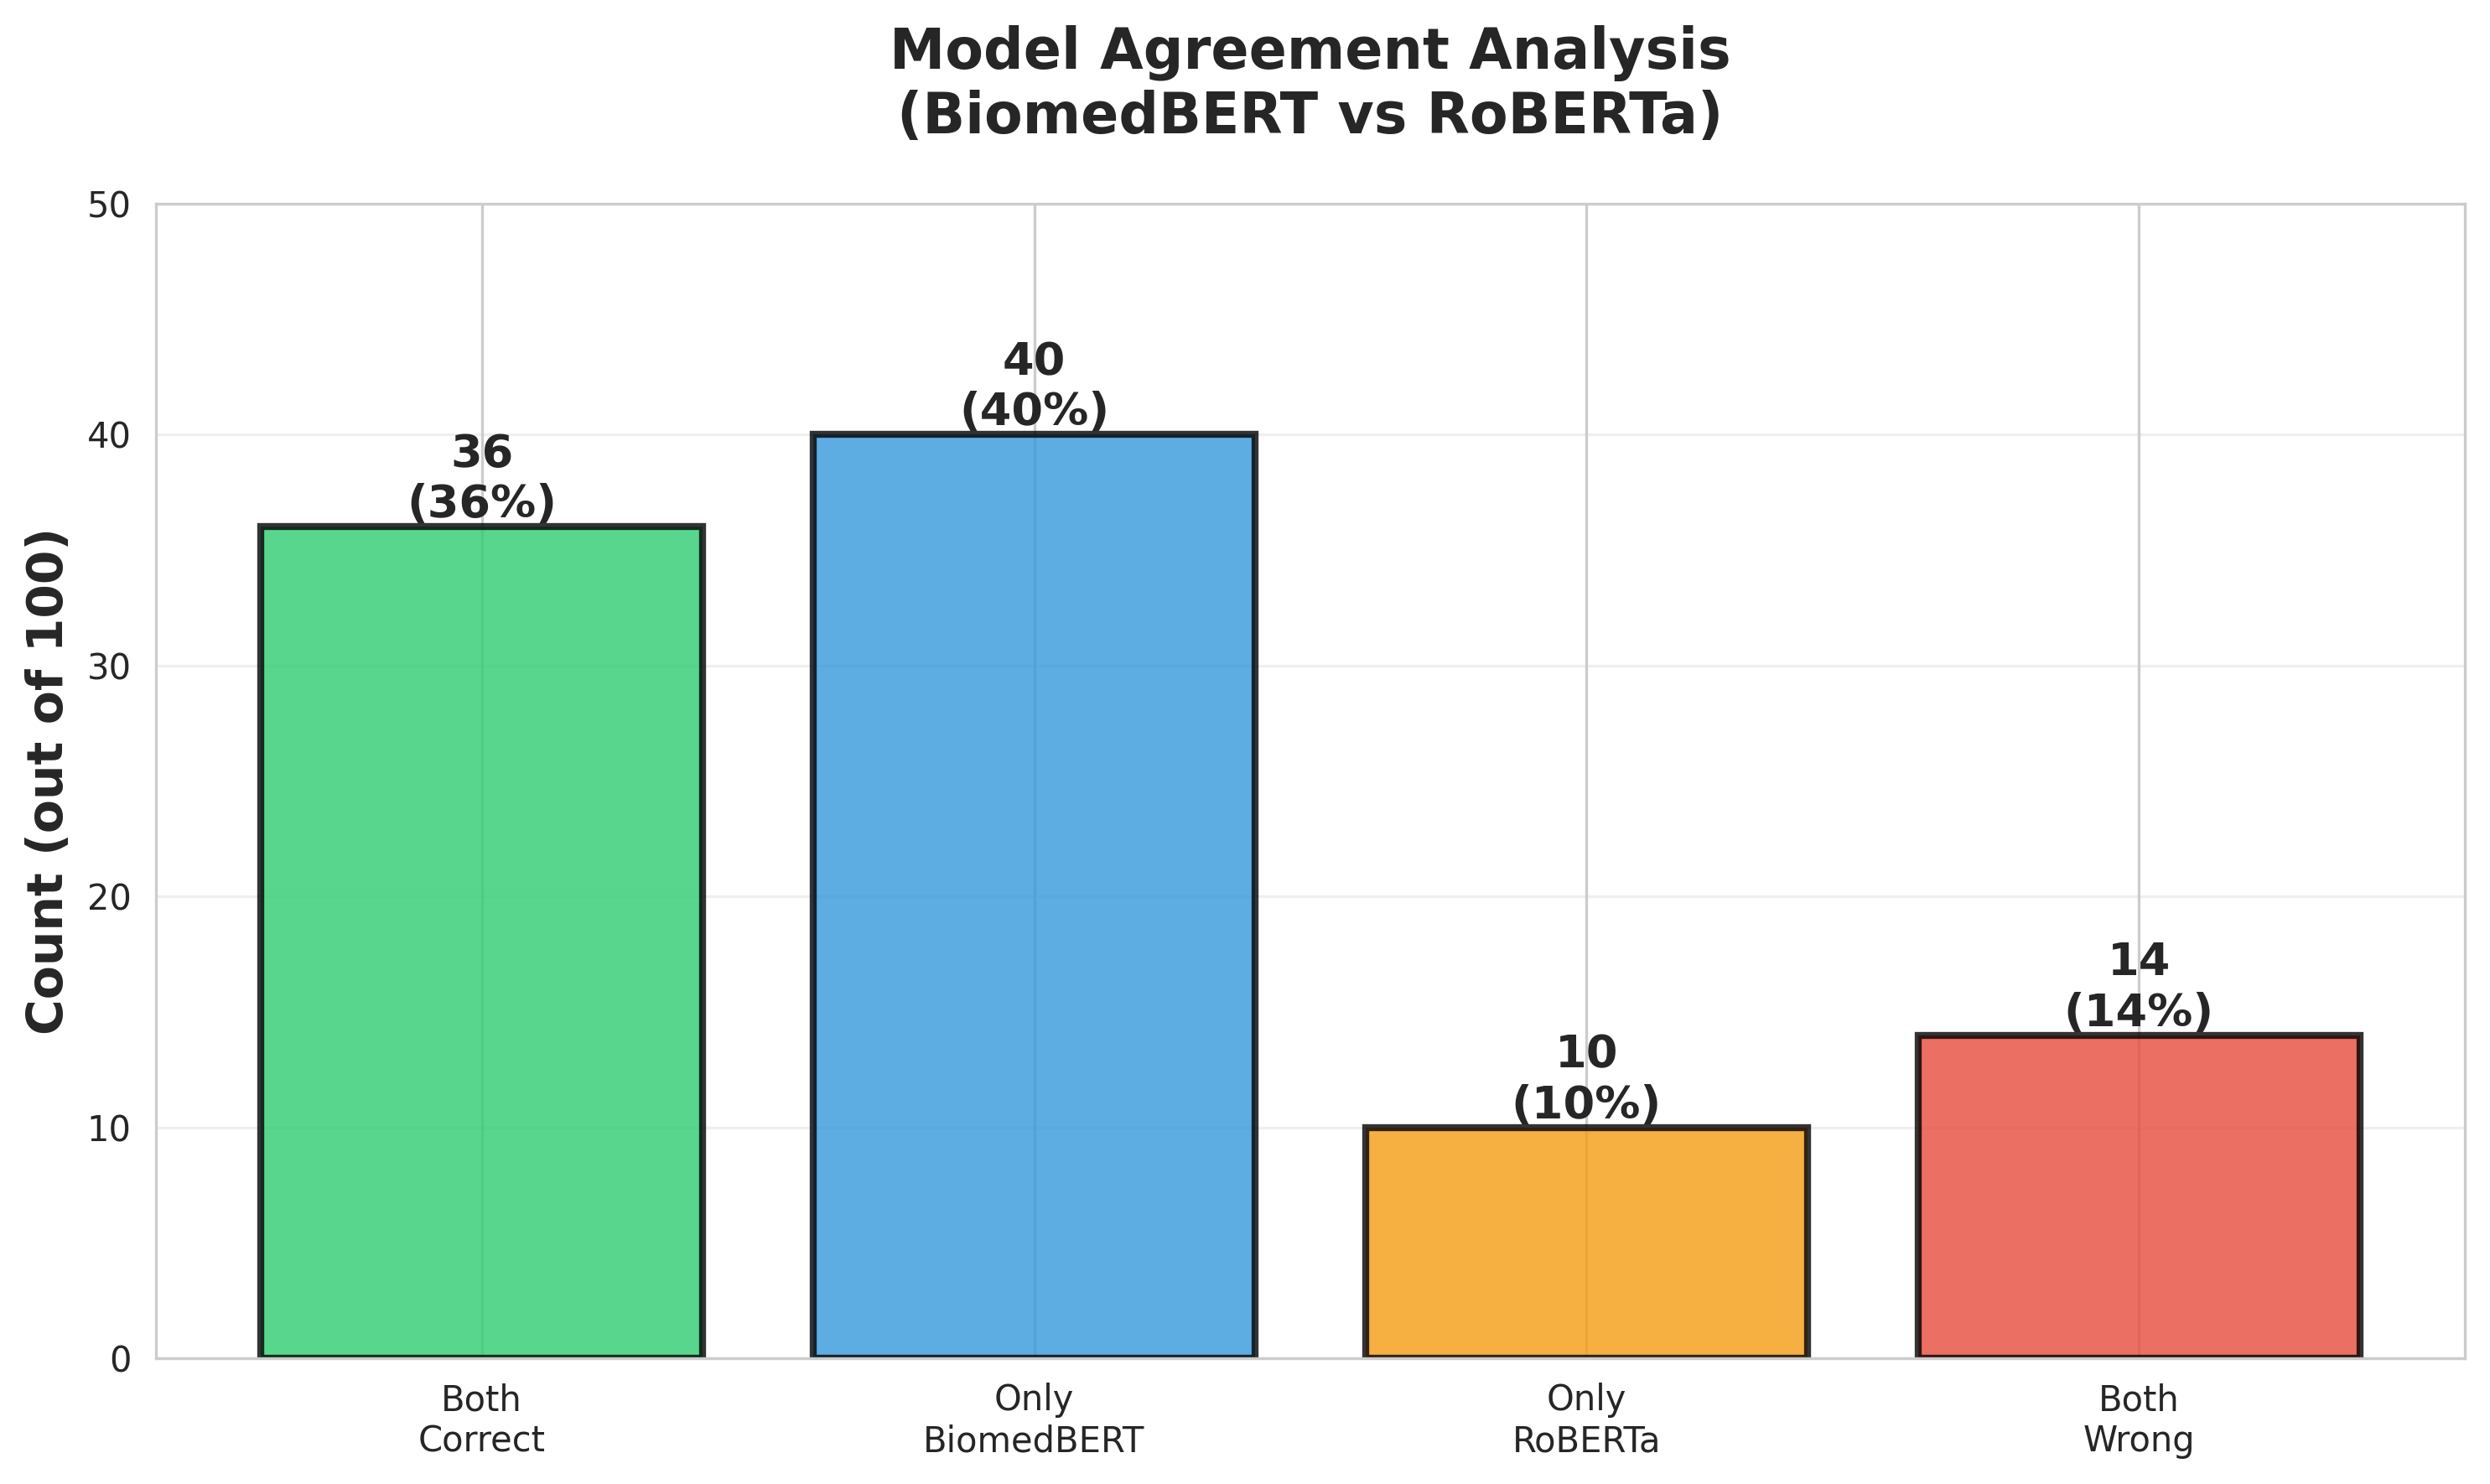 Model Agreement Analysis
(BiomedBERT vs RoBERTa)
Count (out of 100)
50
40
30
20
10
0
36
(36%)
40
(40%)
10
(10%)
14
(14%)
Both
Correct
Only
BiomedBERT
Only
RoBERTa
Both
Wrong